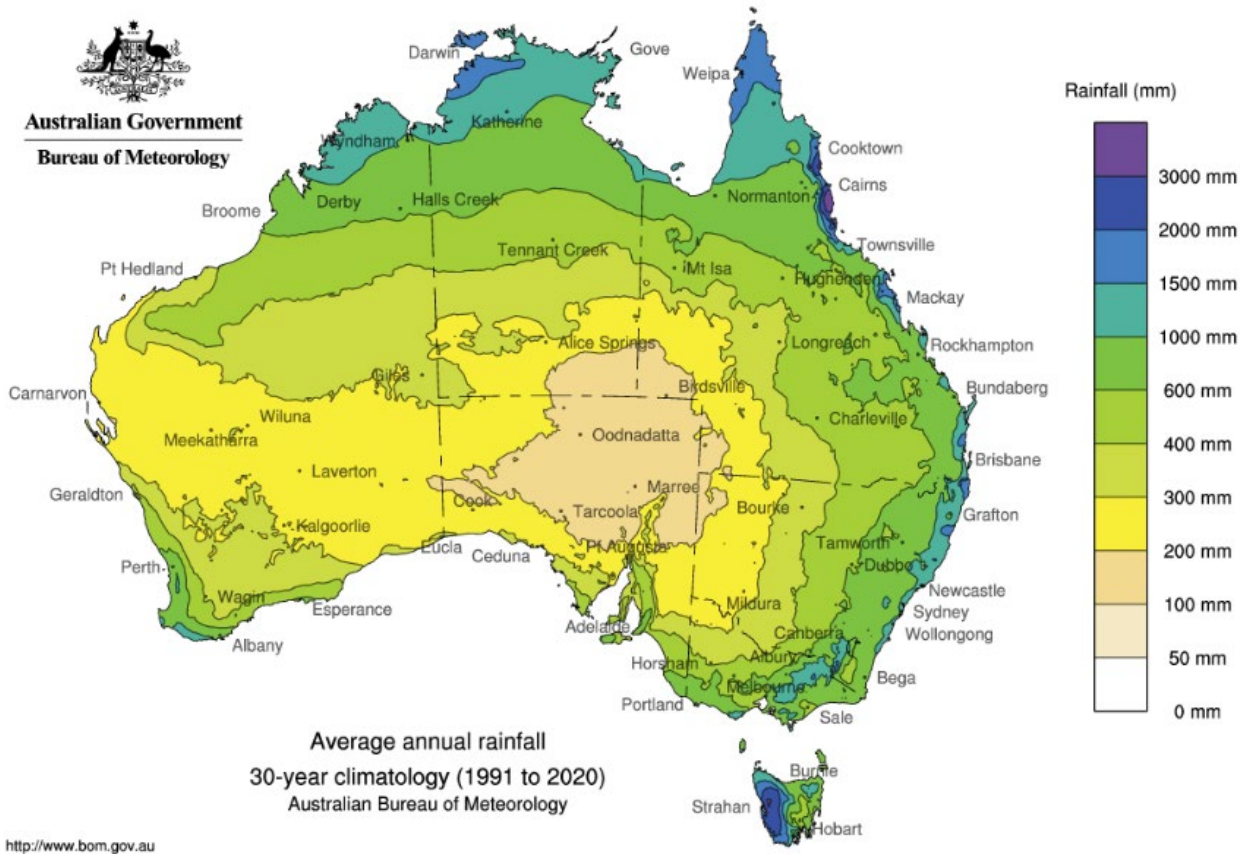 Australian Government
Bureau of Meteorology
Darwin
Gove
Weipa
Wyndham
Katherine
Cooktown
Cairns
Broome
Derby
Halls Creek
Normanton
Tennant Creek
Townsville
Pt Hedland
Mt Isa
Hughenden
Mackay
Alice Springs
Longreach
Rockhampton
Giles
Birdsville
Bundaberg
Carnarvon
Wiluna
Charleville
Meekatharra
Oodnadatta
Laverton
Brisbane
Geraldton
Marree
Cook
Tarcoola
Bourke
Grafton
Kalgoorlie
Eucla
Ceduna
Pt Augusta
Tamworth
Perth
Dubbo
Wagin
Esperance
Mildura
Newcastle
Sydney
Adelaide
Canberra
Wollongong
Albany
Horsham
Albury
Melbourne
Bega
Portland
Sale
Burnie
Strahan
Hobart
Rainfall (mm)
3000 mm
2000 mm
1500 mm
1000 mm
600 mm
400 mm
300 mm
200 mm
100 mm
50 mm
0 mm
Average annual rainfall
30-year climatology (1991 to 2020)
Australian Bureau of Meteorology
http://www.bom.gov.au